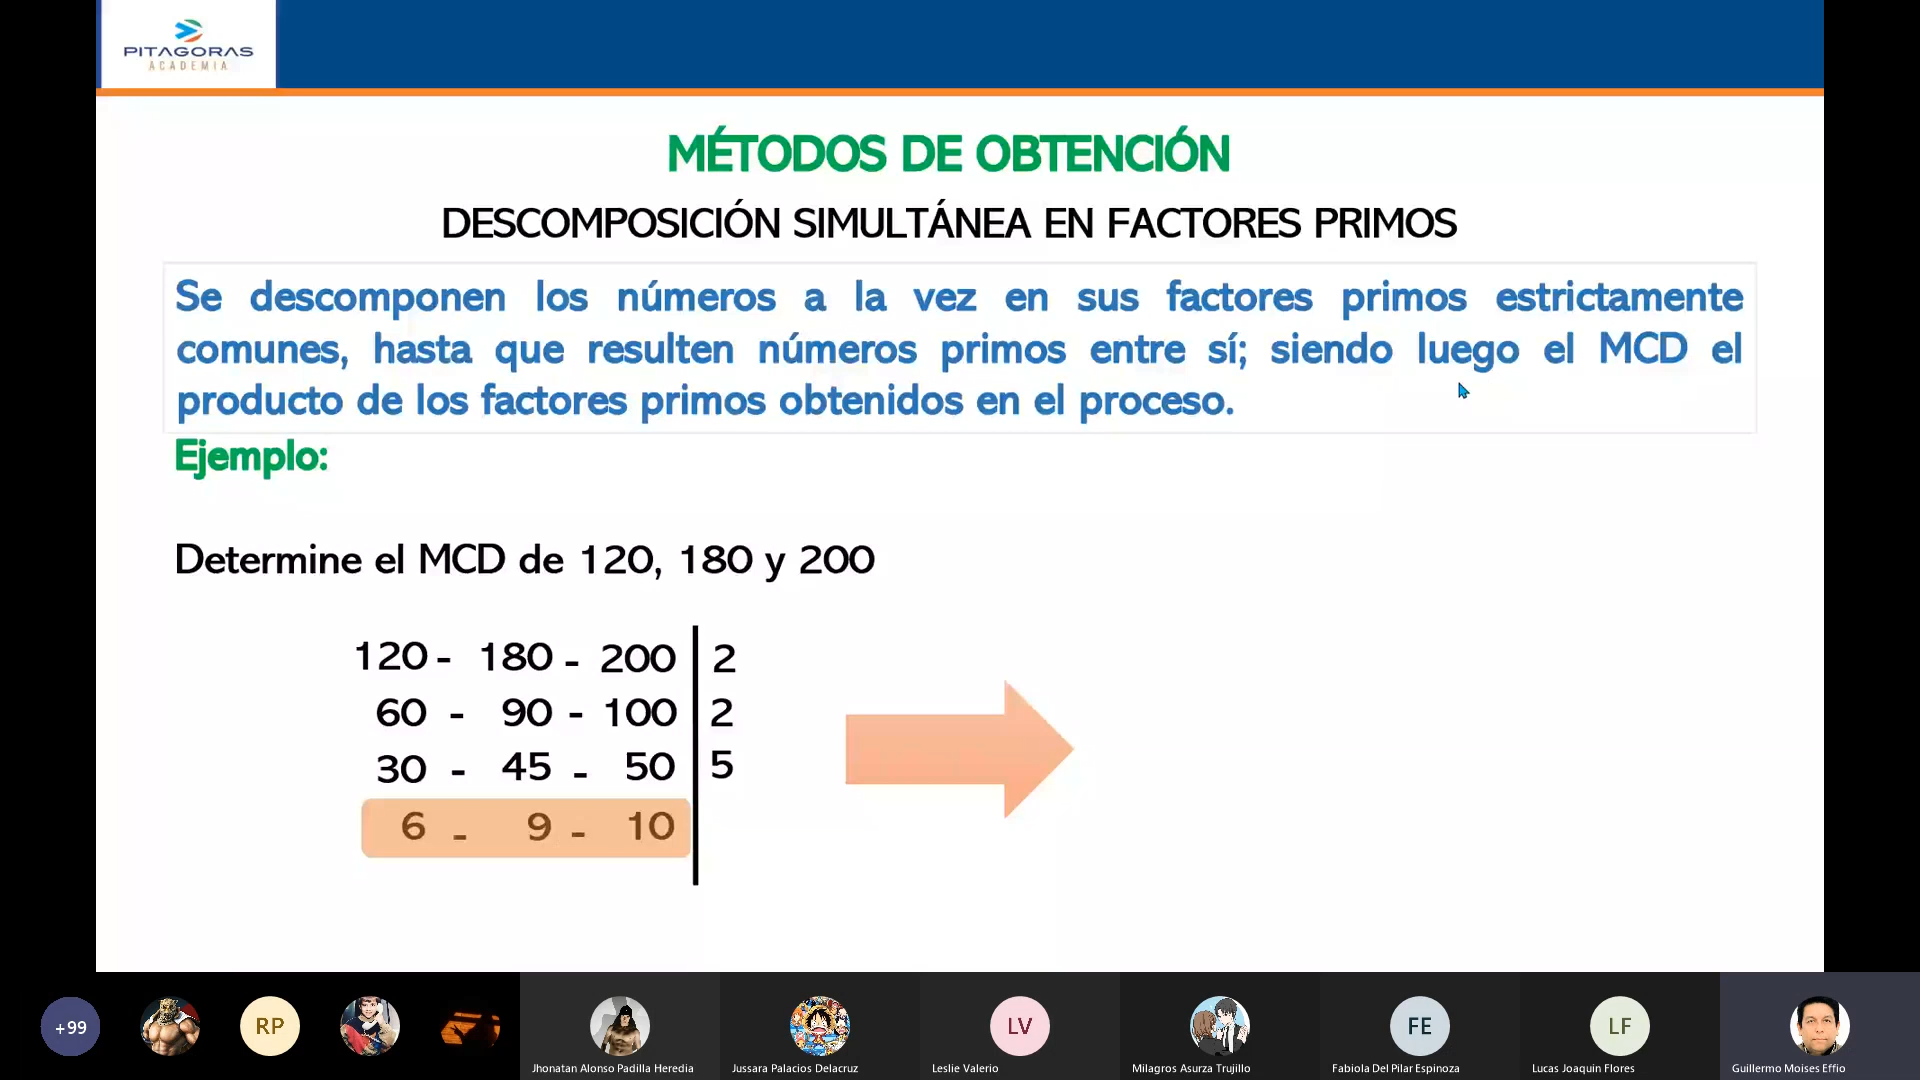 PITAGORAS
ACADEMIA
MÉTODOS DE OBTENCIÓN
DESCOMPOSICIÓN SIMULTÁNEA EN FACTORES PRIMOS
Se descomponen los números a la vez en sus factores primos estrictamente
comunes, hasta que resulten números primos entre sí; siendo luego el MCD el
producto de los factores primos obtenidos en el proceso.
Ejemplo:
Determine el MCD de 120, 180 y 200
120 - 180 - 200 | 2
60 - 90 - 100 | 2
30 - 45 - 50 | 5
6 - 9 - 10
+99
RP
LV
FE
LF
Jhonatan Alonso Padilla Heredia
Jussara Palacios Delacruz
Leslie Valerio
Milagros Asurza Trujillo
Fabiola Del Pilar Espinoza
Lucas Joaquin Flores
Guillermo Moises Effio